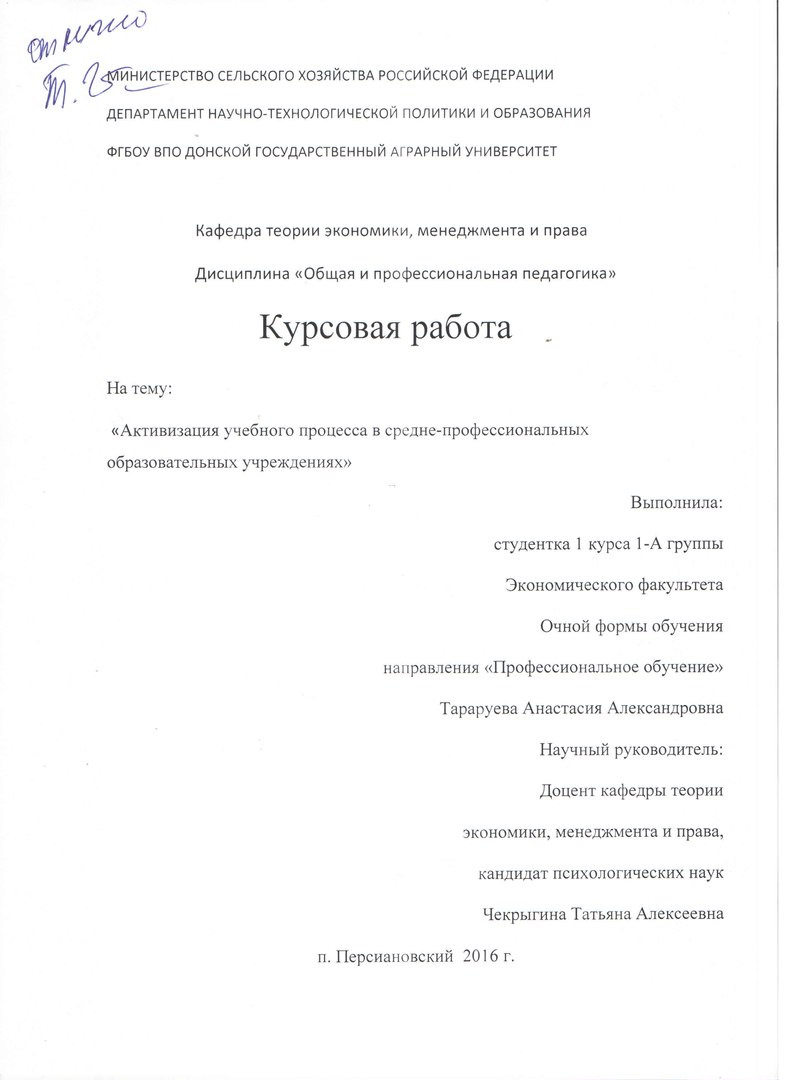 отлично
МИНИСТЕРСТВО СЕЛЬСКОГО ХОЗЯЙСТВА РОССИЙСКОЙ ФЕДЕРАЦИИ
ДЕПАРТАМЕНТ НАУЧНО-ТЕХНОЛОГИЧЕСКОЙ ПОЛИТИКИ И ОБРАЗОВАНИЯ
ФГБОУ ВПО ДОНСКОЙ ГОСУДАРСТВЕННЫЙ АГРАРНЫЙ УНИВЕРСИТЕТ
Кафедра теории экономики, менеджмента и права
Дисциплина «Общая и профессиональная педагогика»
Курсовая работа
На тему:
«Активизация учебного процесса в средне-профессиональных
образовательных учреждениях»
Выполнила:
студентка 1 курса 1-А группы
Экономического факультета
Очной формы обучения
направления «Профессиональное обучение»
Тараруева Анастасия Александровна
Научный руководитель:
Доцент кафедры теории
экономики, менеджмента и права,
кандидат психологических наук
Чекрыгина Татьяна Алексеевна
п. Персиановский 2016 г.